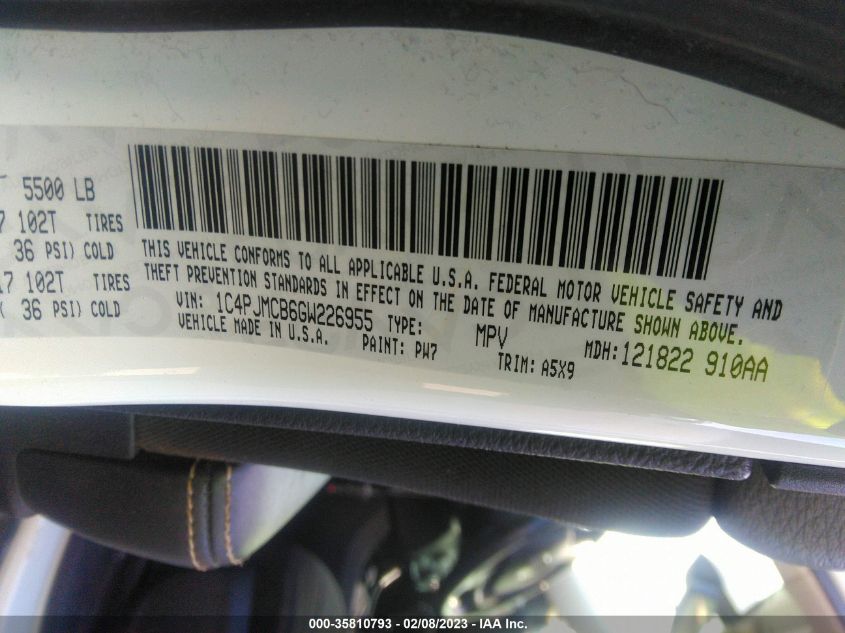 5500 LB
102T TIRES
36 PSI) COLD
17 102T TIRES
36 PSI) COLD
THIS VEHICLE CONFORMS TO ALL APPLICABLE U.S.A. FEDERAL MOTOR VEHICLE SAFETY AND
THEFT PREVENTION STANDARDS IN EFFECT ON THE DATE OF MANUFACTURE SHOWN ABOVE.
VIN: 1C4PJMCB6GW226955 TYPE: MPV MDH: 121822 910AA
VEHICLE MADE IN U.S.A. PAINT: PW7 TRIM: A5X9
000-35810793 — 02/08/2023 — IAA Inc.